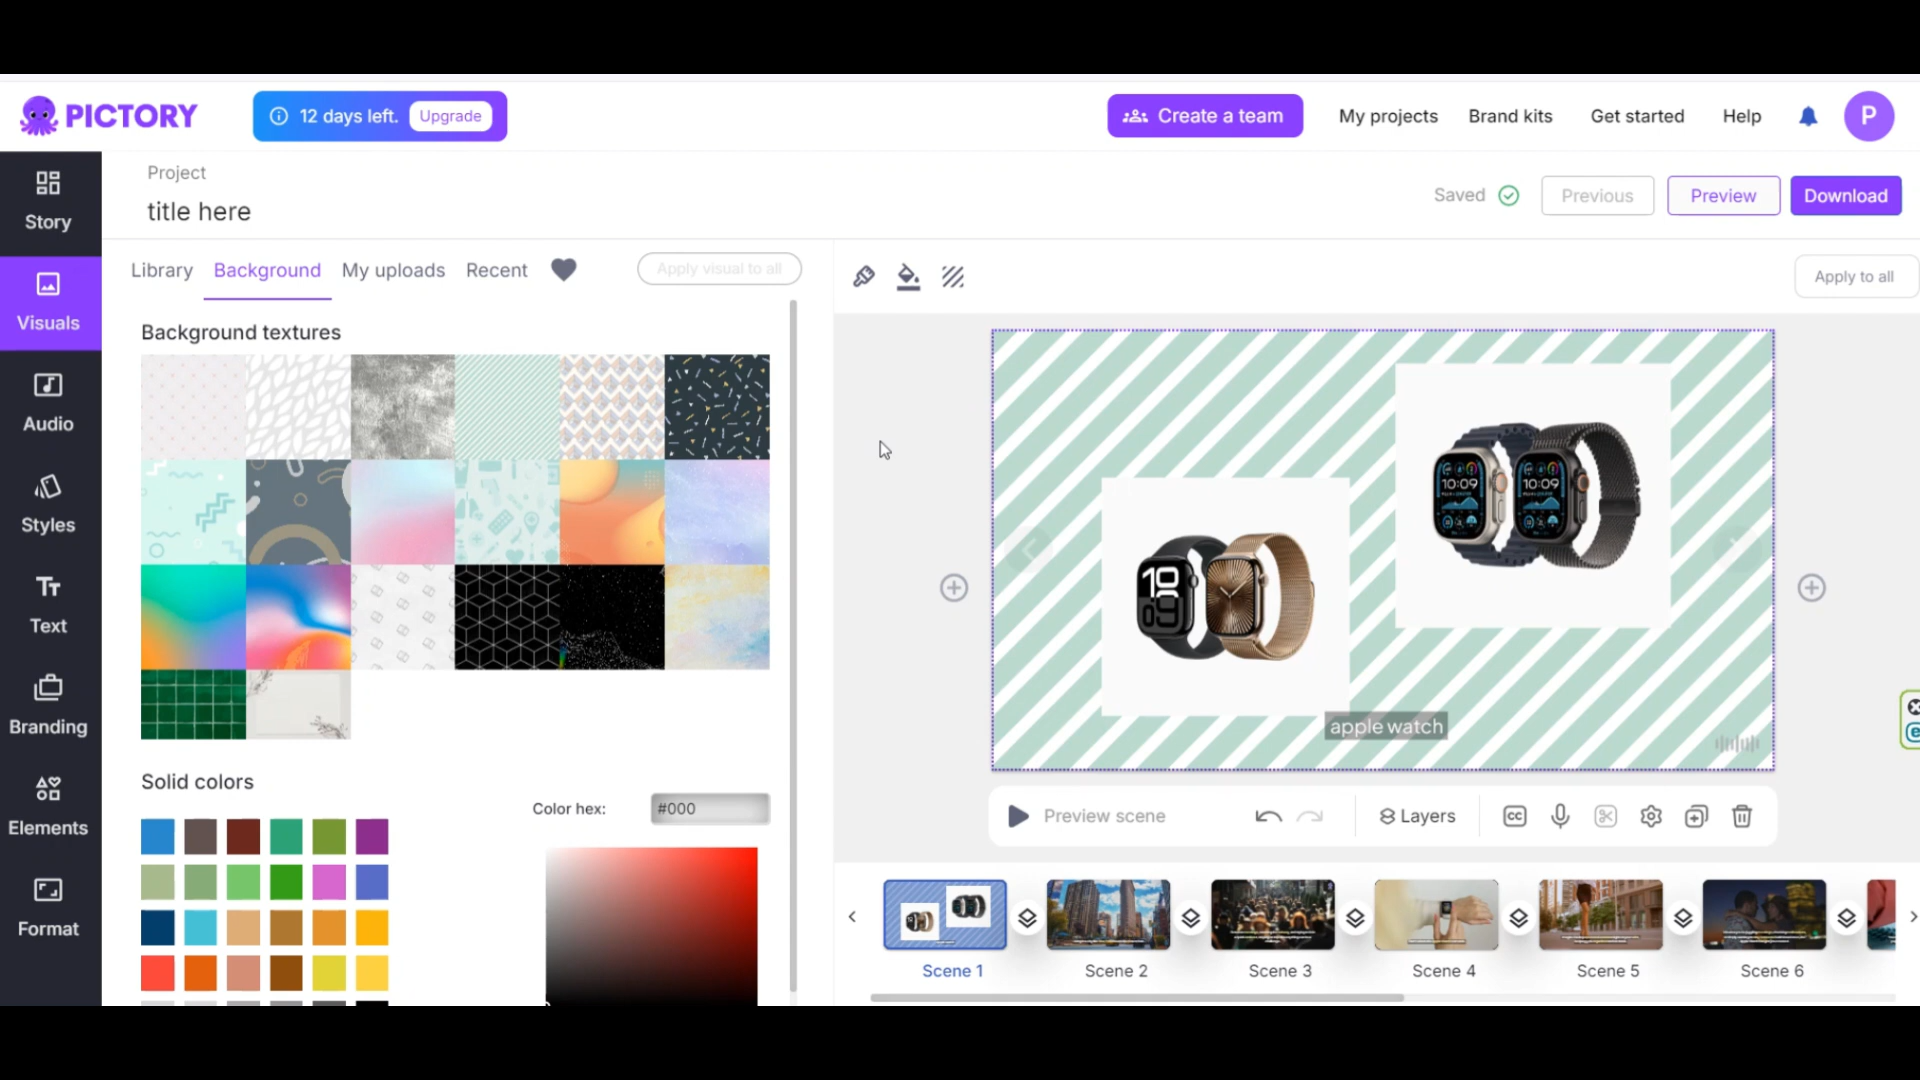 PICTORY
12 days left. Upgrade
Create a team
My projects
Brand kits
Get started
Help
P
Story
Visuals
Audio
Styles
Text
Branding
Elements
Format
Project
title here
Saved
Previous
Preview
Download
Library
Background
My uploads
Recent
Apply visual to all
Apply to all
Background textures
10:09
10:09
10
09
apple watch
Solid colors
Color hex:
#000
Preview scene
Layers
CC
Scene 1
Scene 2
Scene 3
Scene 4
Scene 5
Scene 6